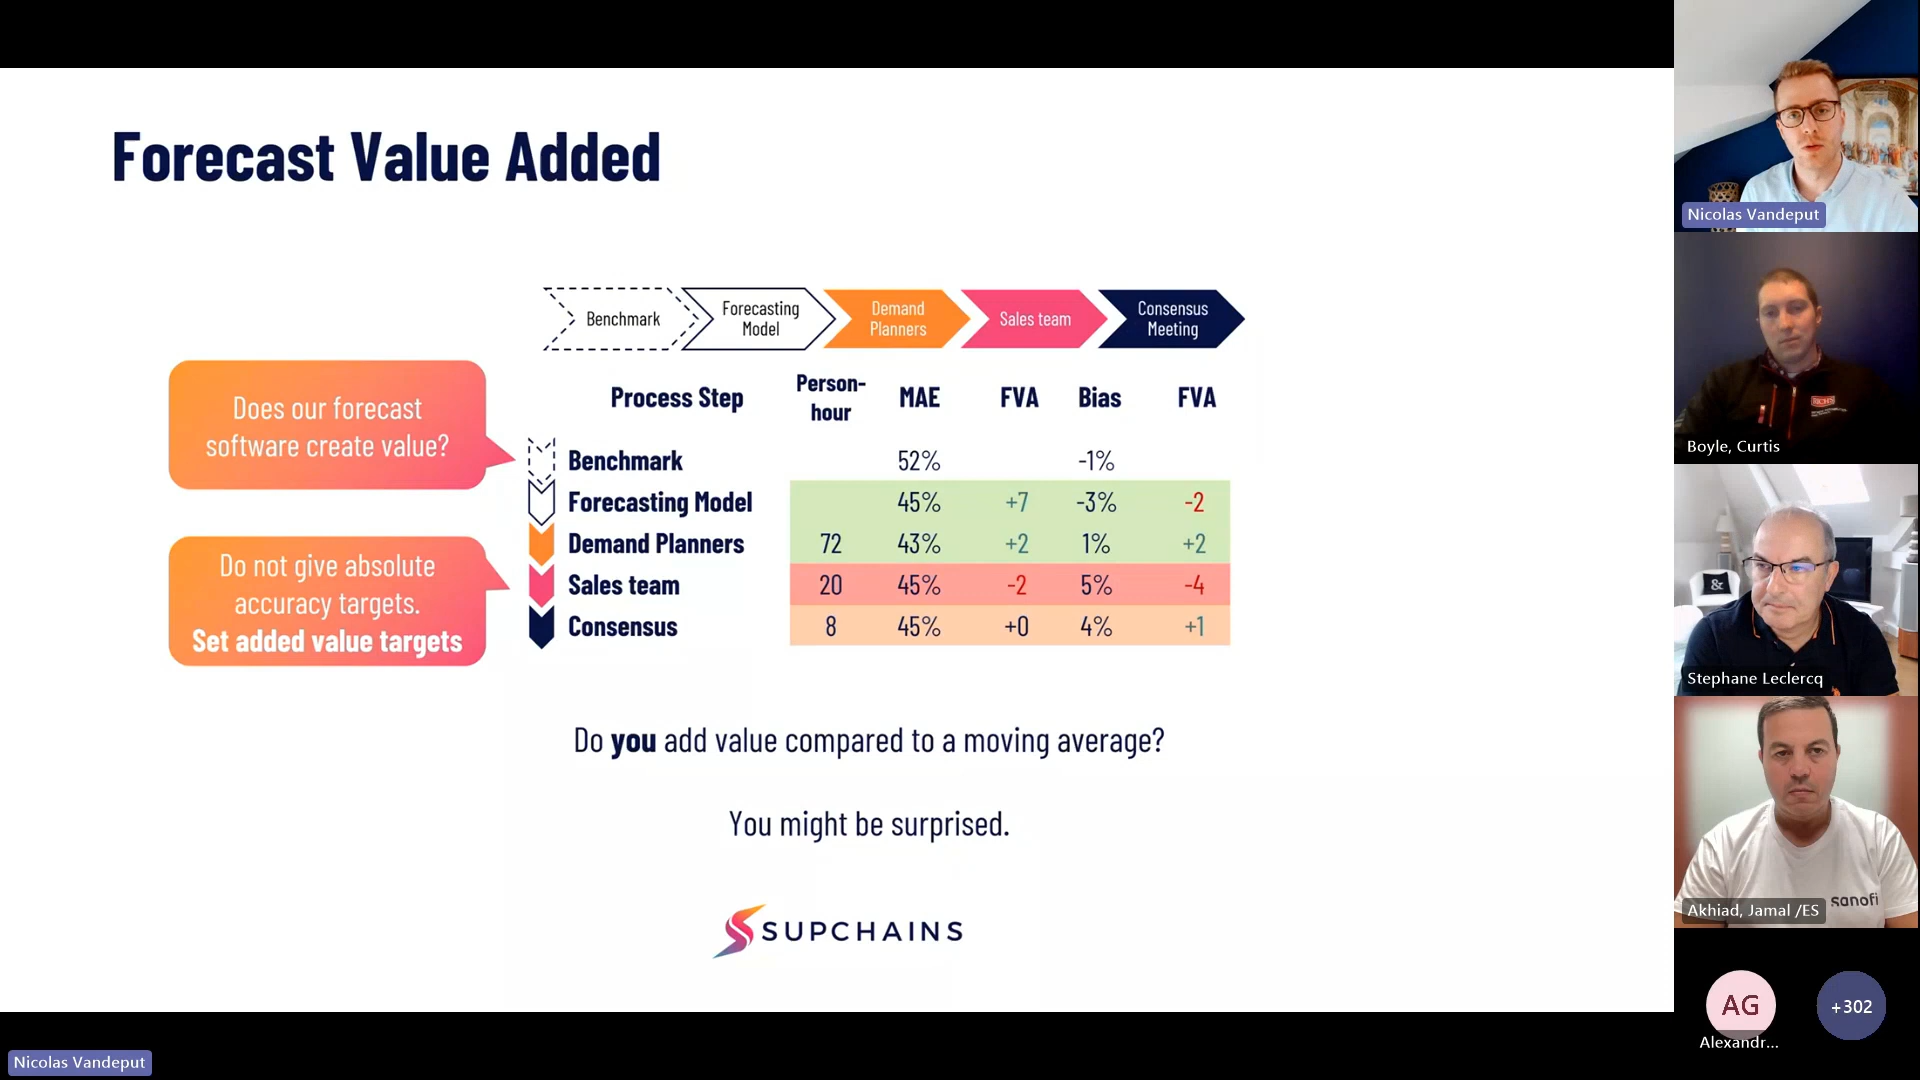 Forecast Value Added
Benchmark
Forecasting
Model
Demand
Planners
Sales team
Consensus
Meeting
Does our forecast
software create value?
Do not give absolute
accuracy targets.
Set added value targets
Process Step Person-hour MAE FVA Bias FVA
Benchmark 52% -1%
Forecasting Model 45% +7 -3% -2
Demand Planners 72 43% +2 1% +2
Sales team 20 45% -2 5% -4
Consensus 8 45% +0 4% +1
Do you add value compared to a moving average?
You might be surprised.
SUPCHAINS
Nicolas Vandeput
Nicolas Vandeput
RICH'S
Boyle, Curtis
&
Stephane Leclercq
sanofi
Akhiad, Jamal /ES
AG
Alexandr...
+302